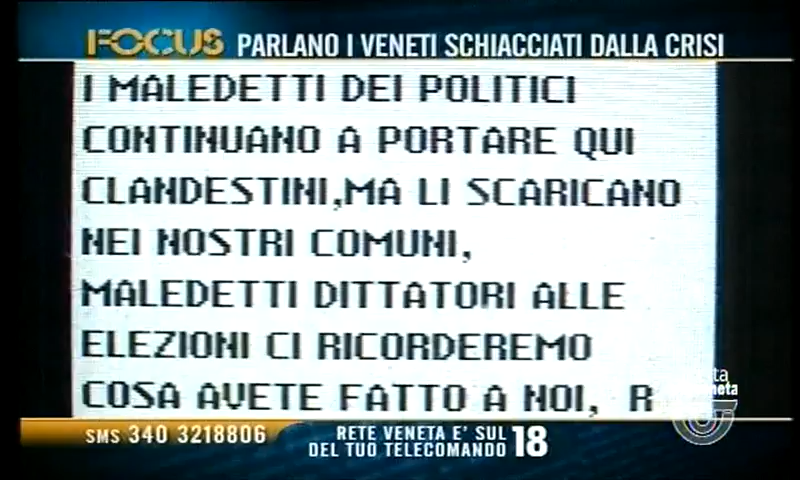 FOCUS PARLANO I VENETI SCHIACCIATI DALLA CRISI
I MALEDETTI DEI POLITICI
CONTINUANO A PORTARE QUI
CLANDESTINI,MA LI SCARICANO
NEI NOSTRI COMUNI,
MALEDETTI DITTATORI ALLE
ELEZIONI CI RICORDEREMO
COSA AVETE FATTO A NOI, R
SMS 340 3218806
RETE VENETA E' SUL
DEL TUO TELECOMANDO 18